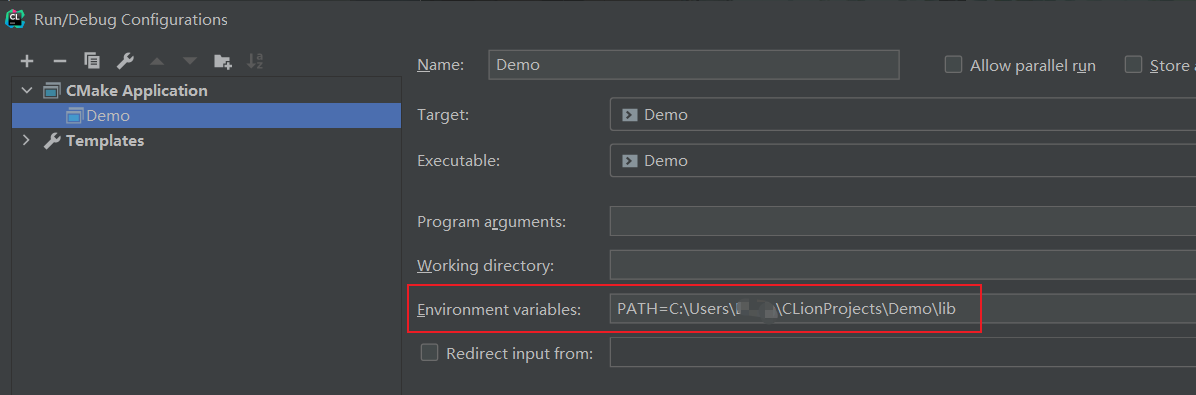 CL
Run/Debug Configurations
Name: Demo
Allow parallel run
Store a
CMake Application
Demo
Templates
Target: Demo
Executable: Demo
Program arguments:
Working directory:
Environment variables: PATH=C:\Users\ \CLionProjects\Demo\lib
Redirect input from: